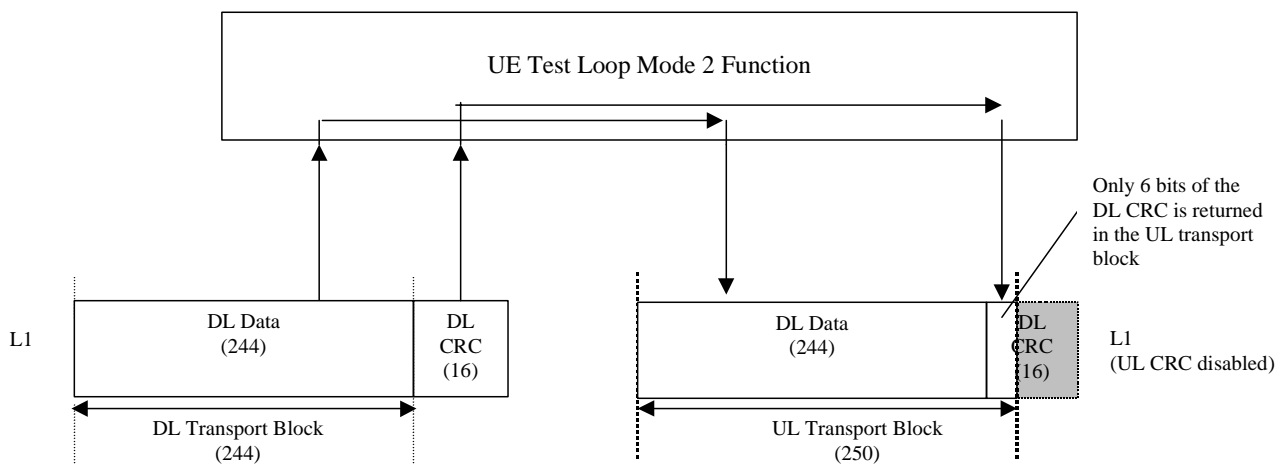 UE Test Loop Mode 2 Function
Only 6 bits of the
DL CRC is returned
in the UL transport
block
L1
DL Data
(244)
DL
CRC
(16)
DL Data
(244)
DL
CRC
(16)
L1
(UL CRC disabled)
DL Transport Block
(244)
UL Transport Block
(250)